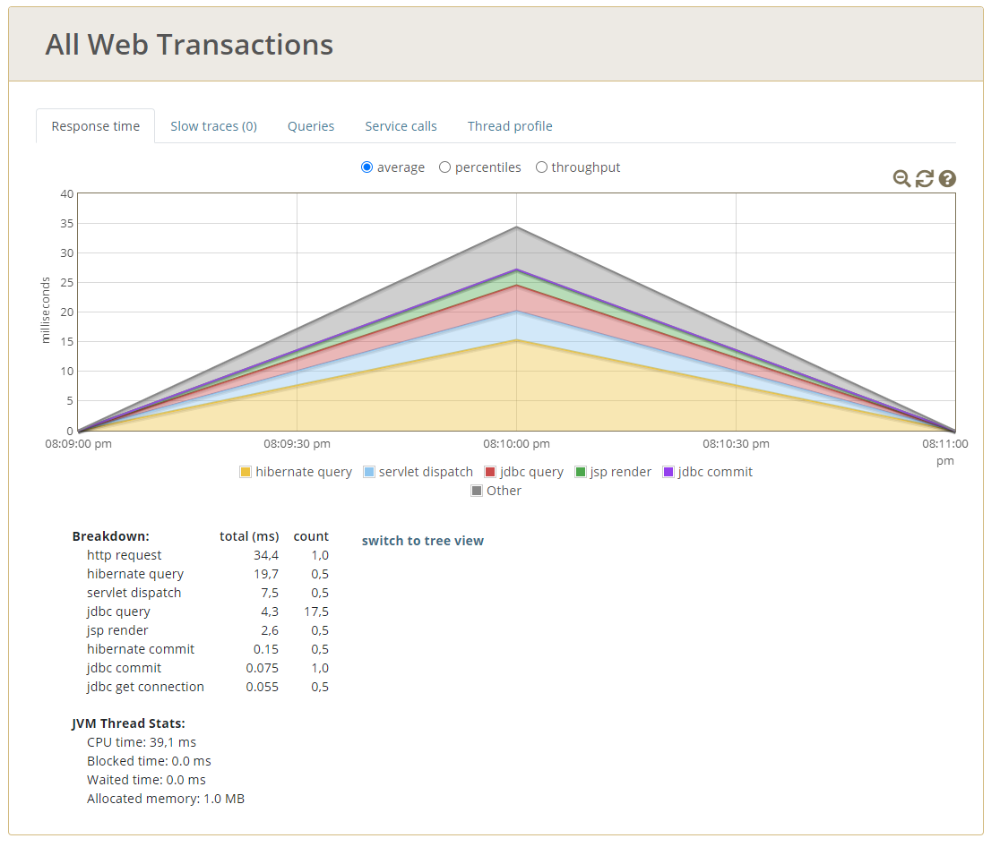 All Web Transactions
Response time Slow traces (0) Queries Service calls Thread profile
average percentiles throughput
40
35
30
25
20
15
10
5
0
milliseconds
08:09:00 pm 08:09:30 pm 08:10:00 pm 08:10:30 pm 08:11:00
pm
hibernate query servlet dispatch jdbc query jsp render jdbc commit
Other
Breakdown: total (ms) count switch to tree view
http request 34,4 1,0
hibernate query 19,7 0,5
servlet dispatch 7,5 0,5
jdbc query 4,3 17,5
jsp render 2,6 0,5
hibernate commit 0.15 0,5
jdbc commit 0.075 1,0
jdbc get connection 0.055 0,5
JVM Thread Stats:
CPU time: 39,1 ms
Blocked time: 0.0 ms
Waited time: 0.0 ms
Allocated memory: 1.0 MB